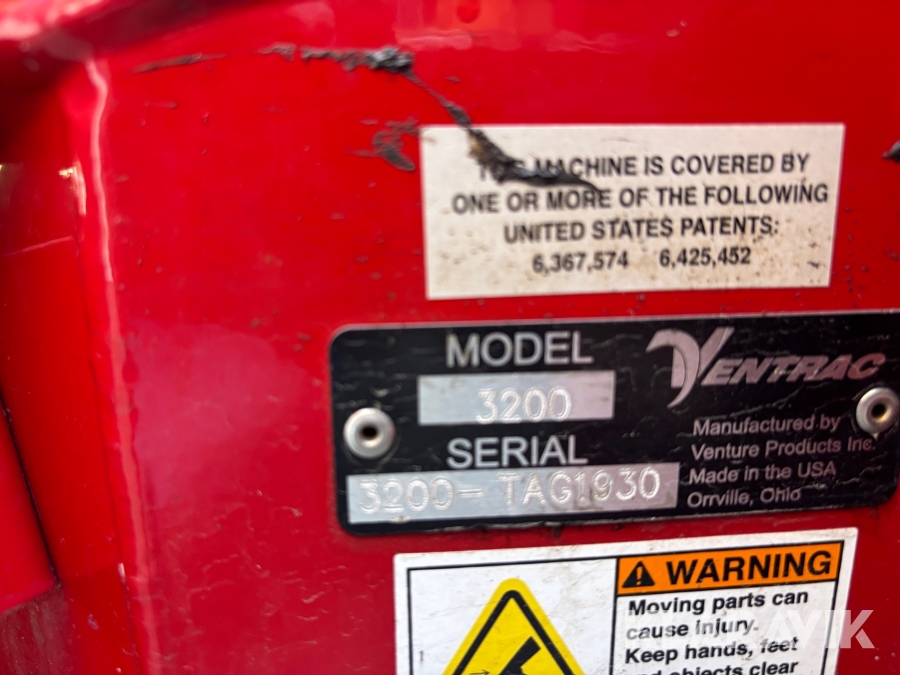 MACHINE IS COVERED BY
ONE OR MORE OF THE FOLLOWING
UNITED STATES PATENTS:
6,367,574 6,425,452
MODEL
3200
SERIAL
3200-TAG1930
VENTRAC
Manufactured by
Venture Products Inc.
Made in the USA
Orrville, Ohio
WARNING
Moving parts can
cause injury.
Keep hands, feet
objects clear